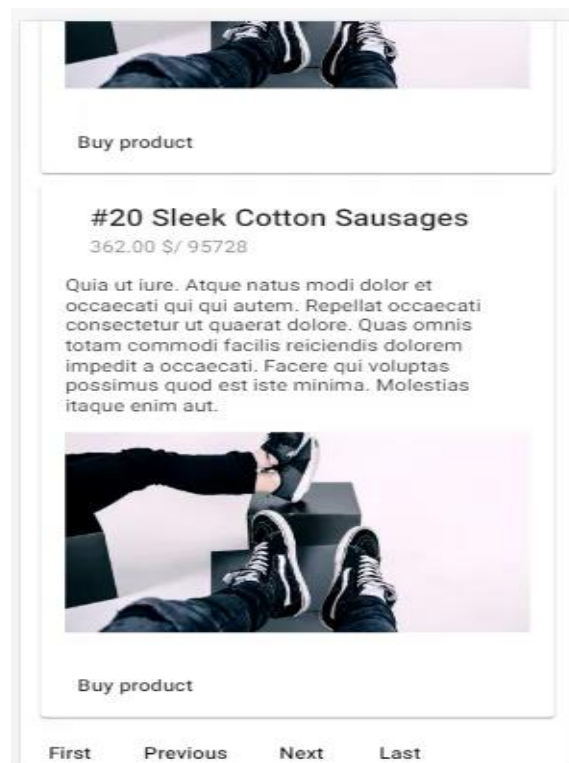 Buy product
#20 Sleek Cotton Sausages
362.00 $/ 95728
Quia ut iure. Atque natus modi dolor et
occaecati qui qui autem. Repellat occaecati
consectetur ut quaerat dolore. Quas omnis
totam commodi facilis reiciendis dolorem
impedit a occaecati. Facere qui voluptas
possimus quod est iste minima. Molestias
itaque enim aut.
Buy product
First Previous Next Last